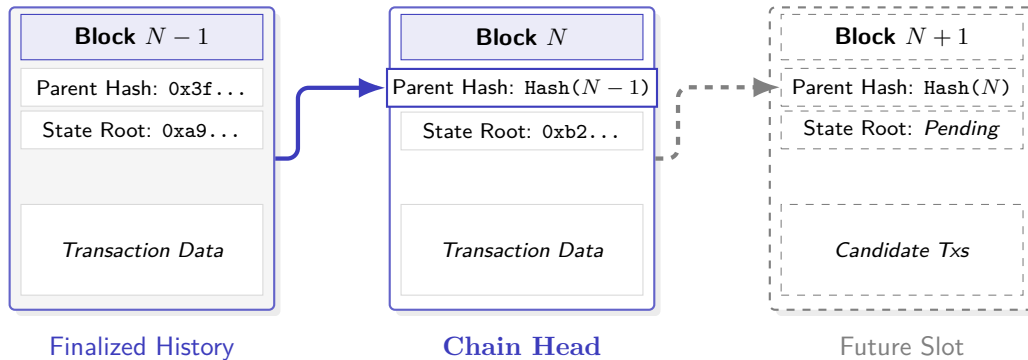 Block N − 1
Parent Hash: 0x3f...
State Root: 0xa9...
Transaction Data
Finalized History
Block N
Parent Hash: Hash(N − 1)
State Root: 0xb2...
Transaction Data
Chain Head
Block N + 1
Parent Hash: Hash(N)
State Root: Pending
Candidate Txs
Future Slot